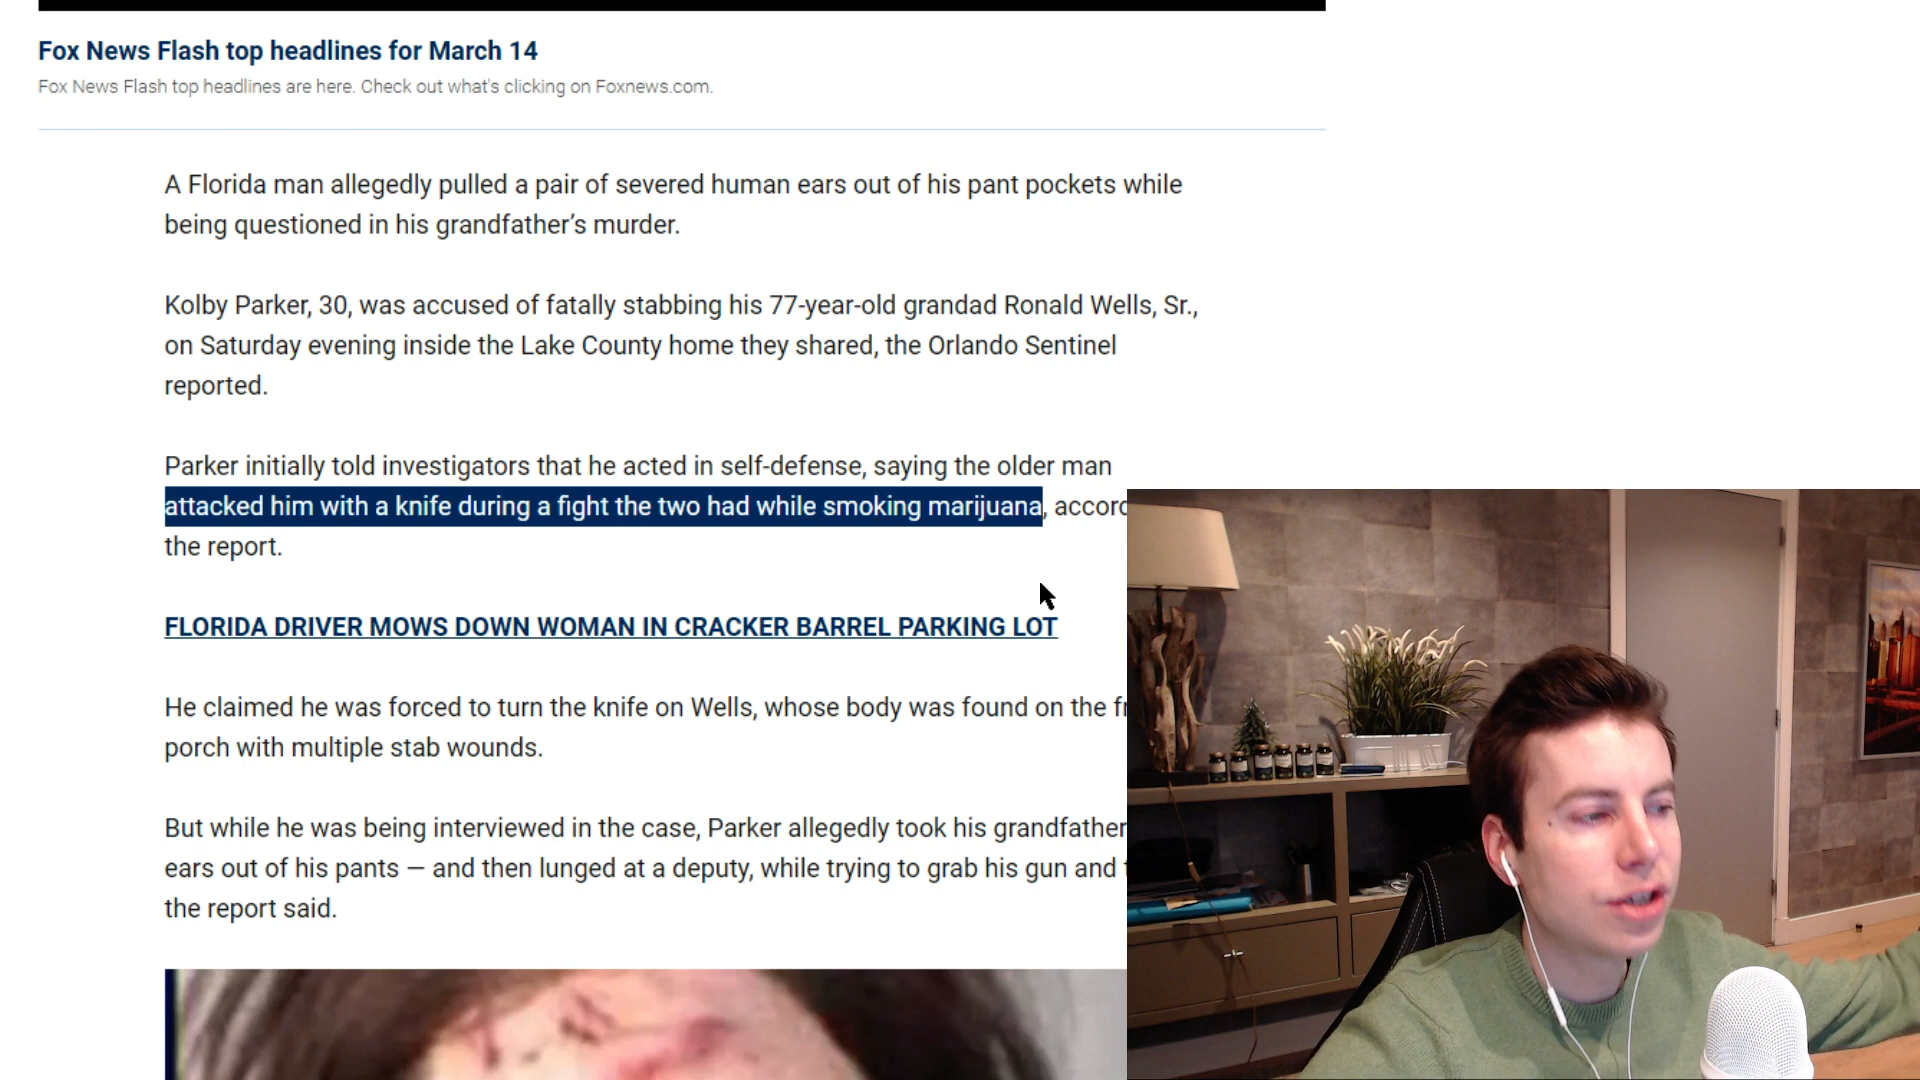 Fox News Flash top headlines for March 14
Fox News Flash top headlines are here. Check out what's clicking on Foxnews.com.
A Florida man allegedly pulled a pair of severed human ears out of his pant pockets while
being questioned in his grandfather’s murder.
Kolby Parker, 30, was accused of fatally stabbing his 77-year-old grandad Ronald Wells, Sr.,
on Saturday evening inside the Lake County home they shared, the Orlando Sentinel
reported.
Parker initially told investigators that he acted in self-defense, saying the older man
attacked him with a knife during a fight the two had while smoking marijuana,
the report.
FLORIDA DRIVER MOWS DOWN WOMAN IN CRACKER BARREL PARKING LOT
He claimed he was forced to turn the knife on Wells, whose body was found on the
porch with multiple stab wounds.
But while he was being interviewed in the case, Parker allegedly took his grandfather
ears out of his pants — and then lunged at a deputy, while trying to grab his gun and
the report said.